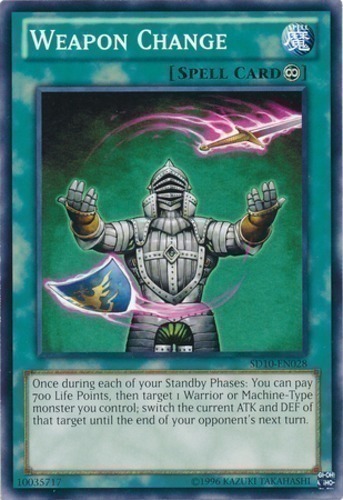 WEAPON CHANGE
魔
[SPELL CARD]
SD10-EN028
Once during each of your Standby Phases: You can pay
700 Life Points, then target 1 Warrior or Machine-Type
monster you control; switch the current ATK and DEF of
that target until the end of your opponent's next turn.
10035717
©1996 KAZUKI TAKAHASHI